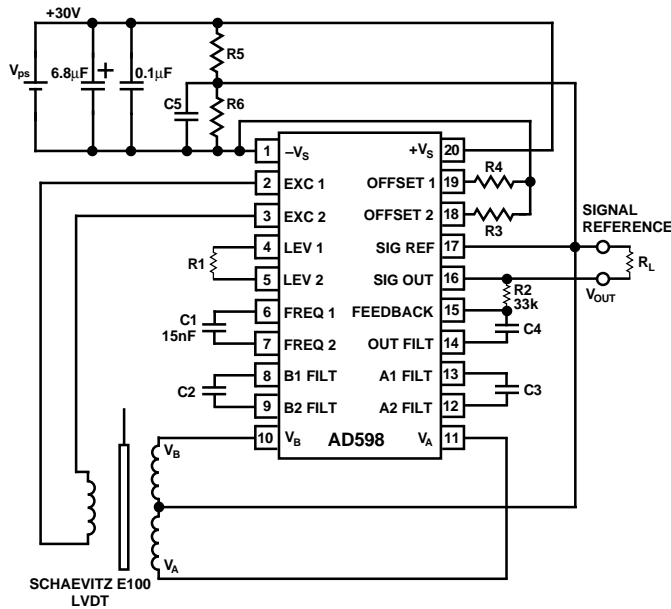 +30V
R5
Vps
6.8µF
+
0.1µF
C5
R6
1
–VS
+VS
20
2
EXC 1
OFFSET 1
19
R4
3
EXC 2
OFFSET 2
18
R3
SIGNAL
REFERENCE
4
LEV 1
SIG REF
17
R1
RL
5
LEV 2
SIG OUT
16
VOUT
R2
33k
6
FREQ 1
FEEDBACK
15
C1
15nF
C4
7
FREQ 2
OUT FILT
14
8
B1 FILT
A1 FILT
13
C2
C3
9
B2 FILT
A2 FILT
12
10
VB
AD598
VA
11
VB
VA
SCHAEVITZ E100
LVDT